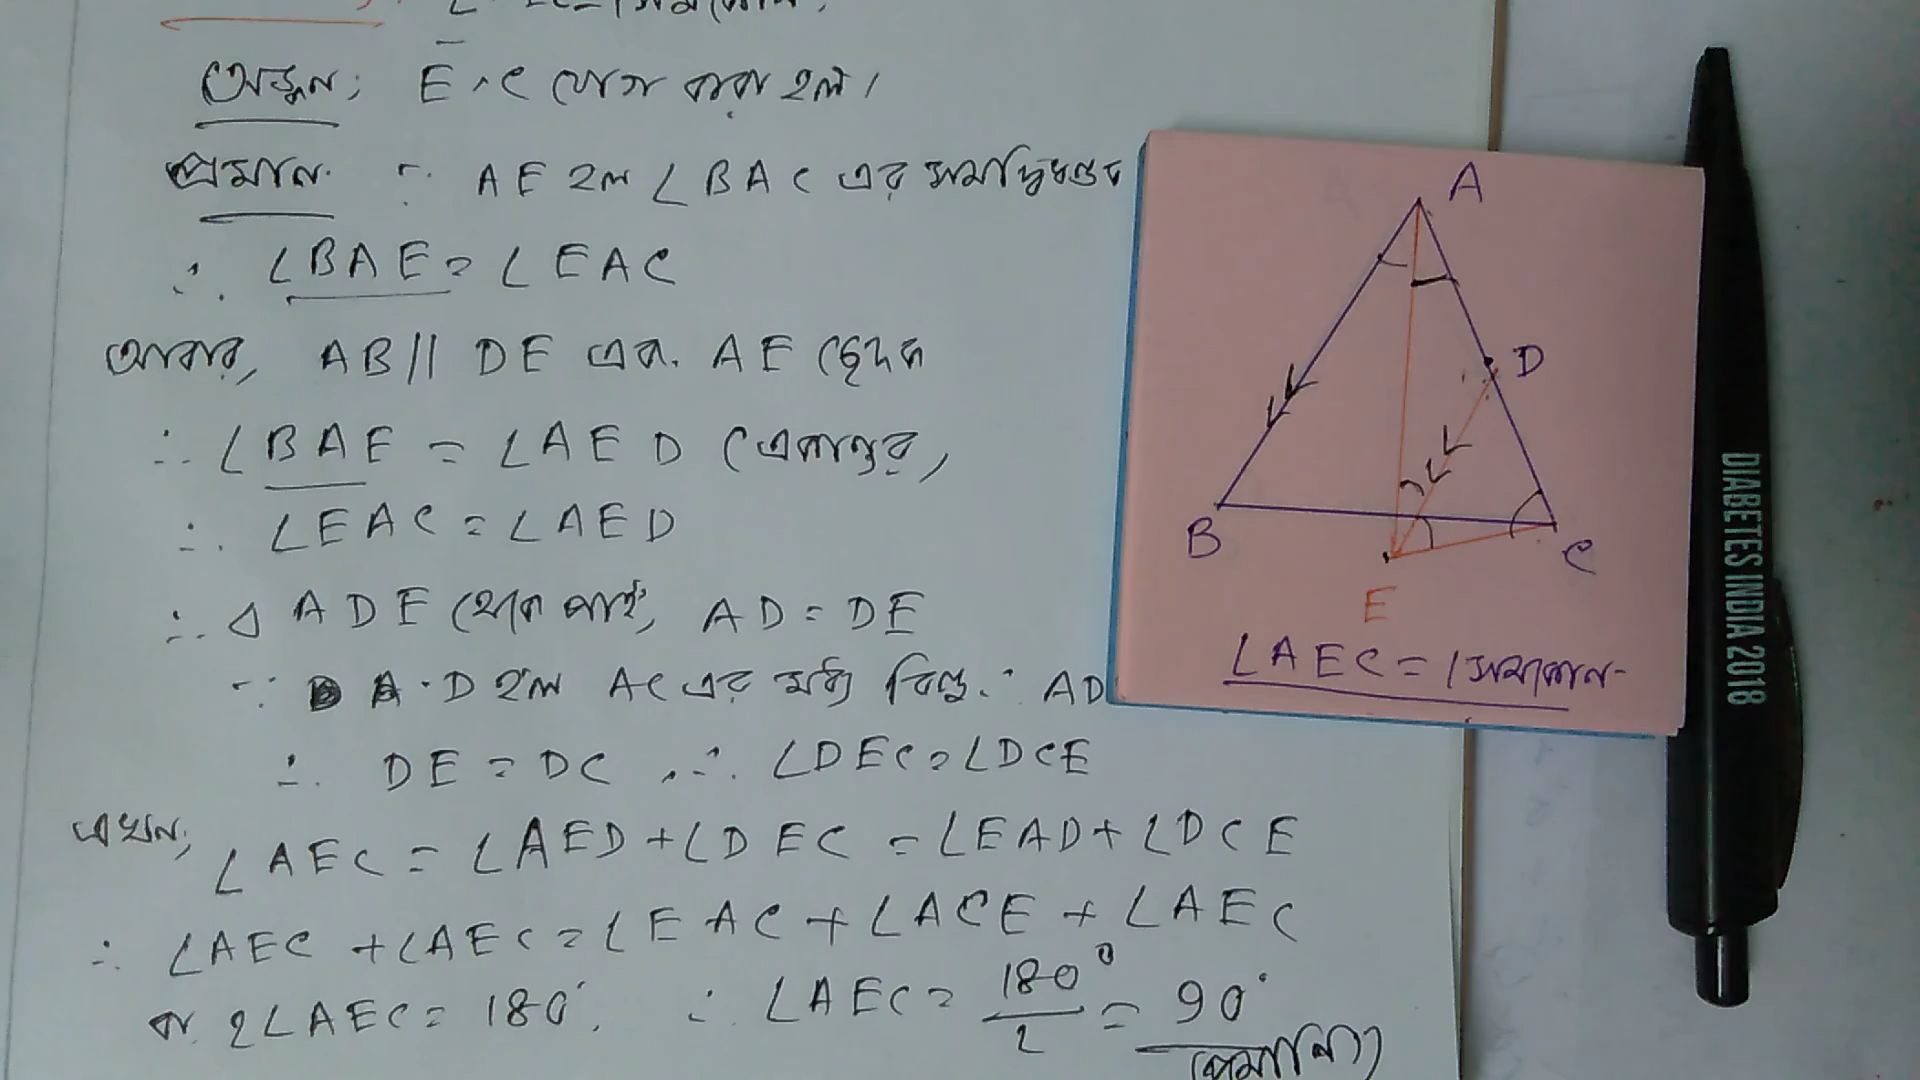 অঙ্কন: E, C যোগ করা হল।
প্রমান ∵ AE হল ∠BAC এর সমদ্বিখণ্ডক
∴ ∠BAE = ∠EAC
আবার, AB || DE এবং AE ছেদক
∴ ∠BAE = ∠AED (একান্তর)
∴ ∠EAC = ∠AED
∴ △ ADE হতে পাই, AD = DE
∵ D হল AC এর মধ্য বিন্দু ∴ AD
∴ DE = DC ∴ ∠DEC = ∠DCE
এখন, ∠AEC = ∠AED + ∠DEC = ∠EAD + ∠DCE
∴ ∠AEC + ∠AEC = ∠EAC + ∠ACE + ∠AEC
বা 2∠AEC = 180° ∴ ∠AEC = 180°/2 = 90°
(প্রমানিত)
A
D
B
C
E
∠AEC = 1 সমকোন
DIABETES INDIA 2018